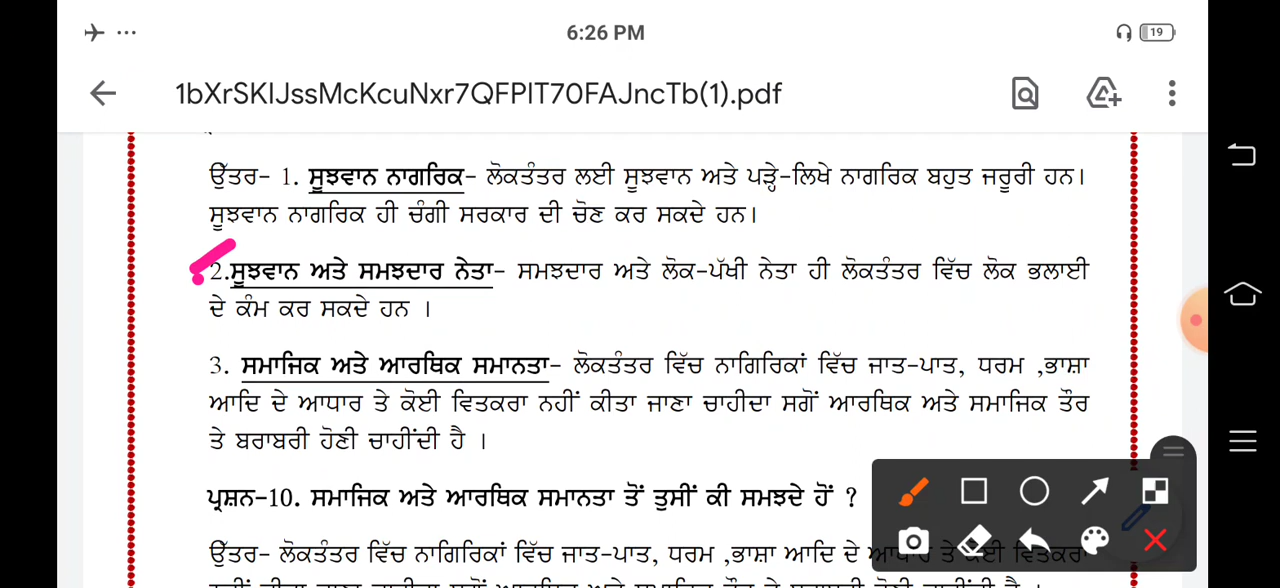 6:26 PM
19
1bXrSKIJssMcKcuNxr7QFPIT7OFAJncTb(1).pdf
ਉੱਤਰ- 1. ਸੂਝਵਾਨ ਨਾਗਰਿਕ- ਲੋਕਤੰਤਰ ਲਈ ਸੂਝਵਾਨ ਅਤੇ ਪੜ੍ਹੇ-ਲਿਖੇ ਨਾਗਰਿਕ ਬਹੁਤ ਜਰੂਰੀ ਹਨ।
ਸੂਝਵਾਨ ਨਾਗਰਿਕ ਹੀ ਚੰਗੀ ਸਰਕਾਰ ਦੀ ਚੋਣ ਕਰ ਸਕਦੇ ਹਨ।
2.ਸੂਝਵਾਨ ਅਤੇ ਸਮਝਦਾਰ ਨੇਤਾ- ਸਮਝਦਾਰ ਅਤੇ ਲੋਕ-ਪੱਖੀ ਨੇਤਾ ਹੀ ਲੋਕਤੰਤਰ ਵਿੱਚ ਲੋਕ ਭਲਾਈ
ਦੇ ਕੰਮ ਕਰ ਸਕਦੇ ਹਨ ।
3. ਸਮਾਜਿਕ ਅਤੇ ਆਰਥਿਕ ਸਮਾਨਤਾ- ਲੋਕਤੰਤਰ ਵਿੱਚ ਨਾਗਿਰਿਕਾਂ ਵਿੱਚ ਜਾਤ-ਪਾਤ, ਧਰਮ ,ਭਾਸ਼ਾ
ਆਦਿ ਦੇ ਆਧਾਰ ਤੇ ਕੋਈ ਵਿਤਕਰਾ ਨਹੀਂ ਕੀਤਾ ਜਾਣਾ ਚਾਹੀਦਾ ਸਗੋਂ ਆਰਥਿਕ ਅਤੇ ਸਮਾਜਿਕ ਤੌਰ
ਤੇ ਬਰਾਬਰੀ ਹੋਣੀ ਚਾਹੀਂਦੀ ਹੈ ।
ਪ੍ਰਸ਼ਨ-10. ਸਮਾਜਿਕ ਅਤੇ ਆਰਥਿਕ ਸਮਾਨਤਾ ਤੋਂ ਤੁਸੀਂ ਕੀ ਸਮਝਦੇ ਹੋਂ ?
ਉੱਤਰ- ਲੋਕਤੰਤਰ ਵਿੱਚ ਨਾਗਿਰਿਕਾਂ ਵਿੱਚ ਜਾਤ-ਪਾਤ, ਧਰਮ ,ਭਾਸ਼ਾ ਆਦਿ ਦੇ ਆਧਾਰ ਤੇ ਕੋਈ ਵਿਤਕਰਾ